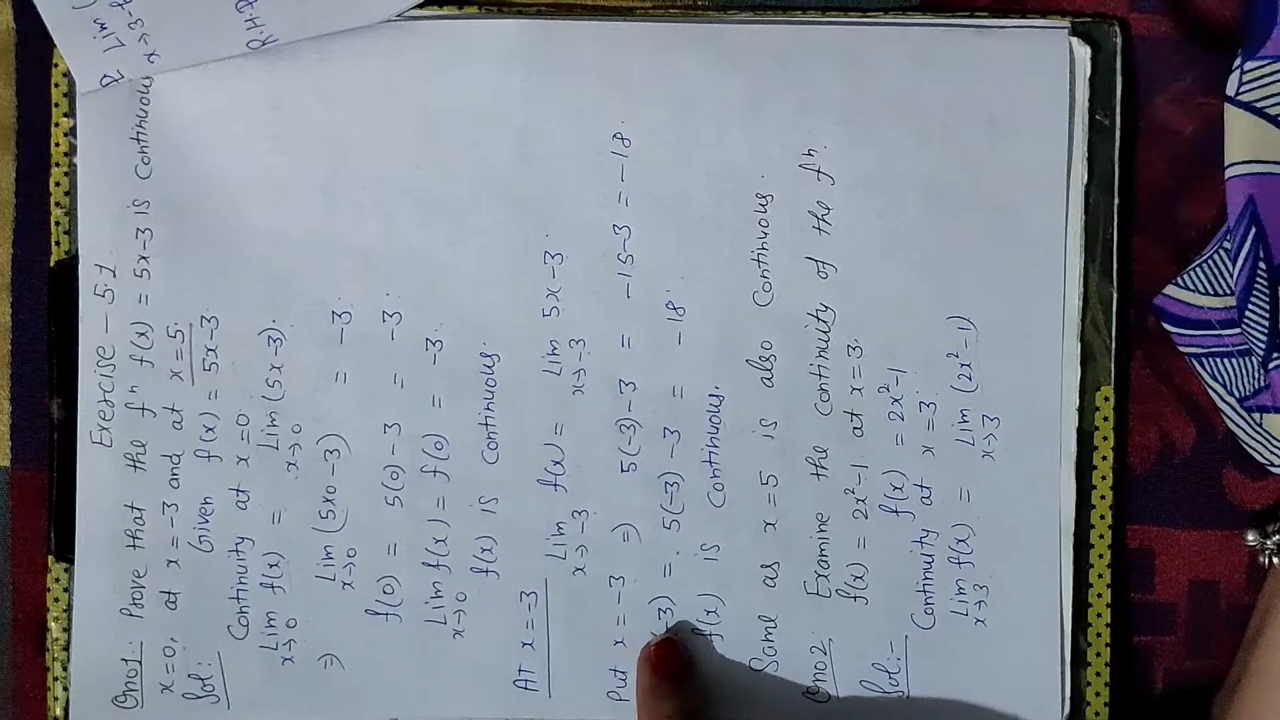 Exercise - 5.1
Qno1:. Prove that the fⁿ f(x) = 5x-3 is continuous
x=0, at x=-3 and at x=5.
Sol: Given f(x) = 5x-3.
Continuity at x=0
Lim f(x) = Lim (5x-3).
x→0 x→0
⇒ Lim (5x0-3) = -3.
x→0
f(0) = 5(0)-3 = -3.
Lim f(x) = f(0) = -3.
x→0
f(x) is continuous.
AT x=-3
Lim f(x) = Lim 5x-3.
x→-3 x→-3
Put x=-3 ⇒ 5(-3)-3 = -15-3 = -18.
-3) = 5(-3)-3 = -18.
f(x) is continuous.
Same as x=5 is also continuous.
Qno2: Examine the continuity of the fⁿ.
f(x) = 2x²-1 at x=3.
Sol:- f(x) = 2x²-1
Continuity at x=3
Lim f(x) = Lim (2x²-1)
x→3 x→3
Lim (
x→3-
R.H.